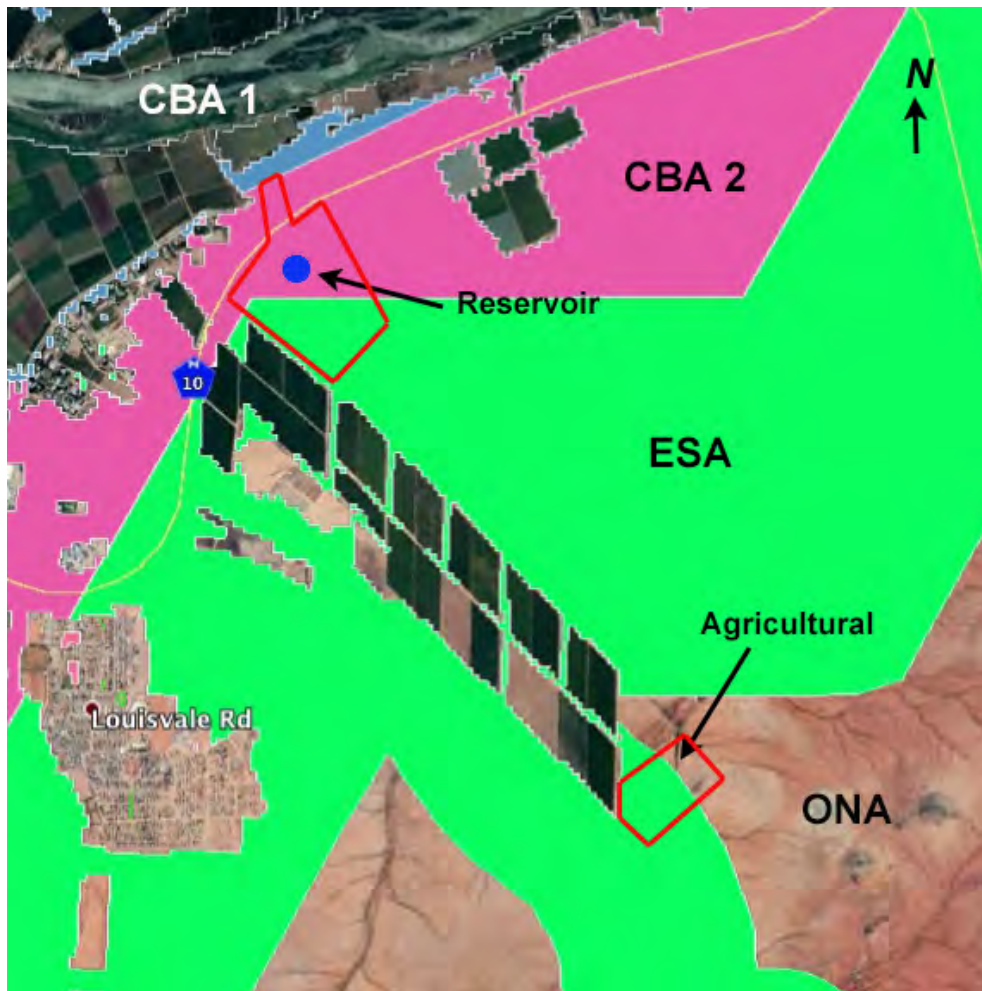 CBA 1
N
CBA 2
Reservoir
N
10
ESA
Agricultural
Louisvale Rd
ONA